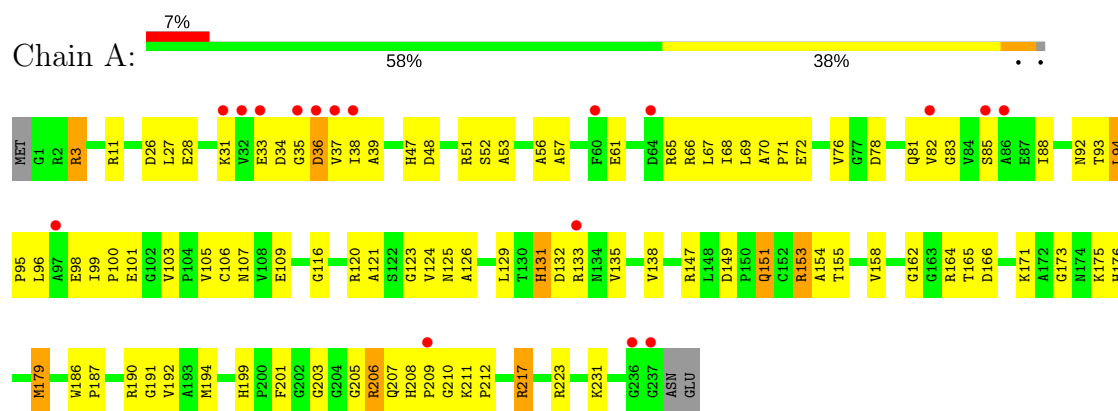 7%
Chain A:
58% 38% • •
MET G1 R2 R3 R11 D26 L27 E28 K31 V32 E33 D34 G35 D36 V37 I38 A39 H47 D48 R51 S52 A53 A56 A57 F60 E61 D64 R65 R66 L67 I68 L69 A70 P71 E72 V76 G77 D78 Q81 V82 G83 V84 S85 A86 E87 I88 N92 T93 L94
P95 L96 A97 E98 I99 P100 E101 G102 V103 P104 V105 C106 N107 V108 E109 G116 R120 A121 S122 G123 V124 N125 A126 L129 T130 H131 D132 R133 N134 V135 V138 R147 L148 D149 P150 Q151 C152 R153 A154 T155 V158 G162 G163 R164 T165 D166 K171 A172 G173 N174 K175 H176
M179 W186 P187 R190 G191 V192 A193 M194 H199 P200 F201 G202 G203 G204 G205 R206 Q207 H208 P209 G210 K211 P212 R217 R223 K231 G236 G237 ASN GLU